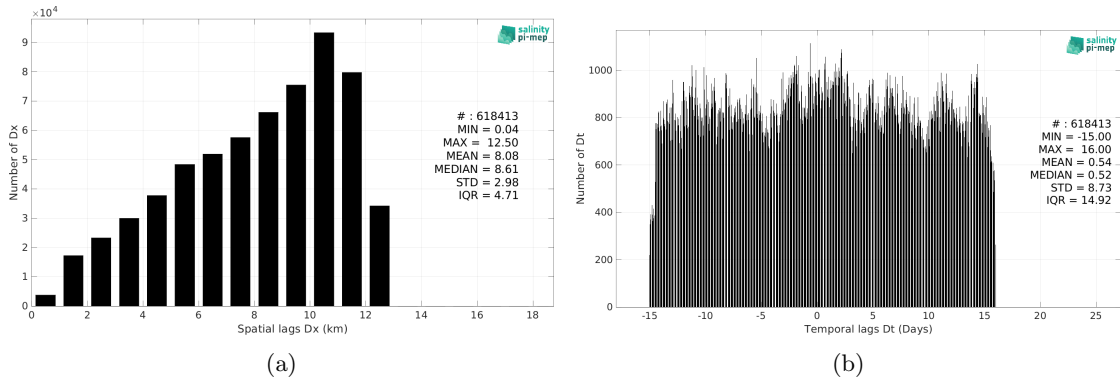 ×10⁴
9
8
7
6
5
4
3
2
1
0
Number of Dx
0 2 4 6 8 10 12 14 16 18
Spatial lags Dx (km)
salinity
pi-mep
# : 618413
MIN = 0.04
MAX = 12.50
MEAN = 8.08
MEDIAN = 8.61
STD = 2.98
IQR = 4.71
(a)
1000
800
600
400
200
0
Number of Dt
-15 -10 -5 0 5 10 15 20 25
Temporal lags Dt (Days)
salinity
pi-mep
# : 618413
MIN = -15.00
MAX = 16.00
MEAN = 0.54
MEDIAN = 0.52
STD = 8.73
IQR = 14.92
(b)